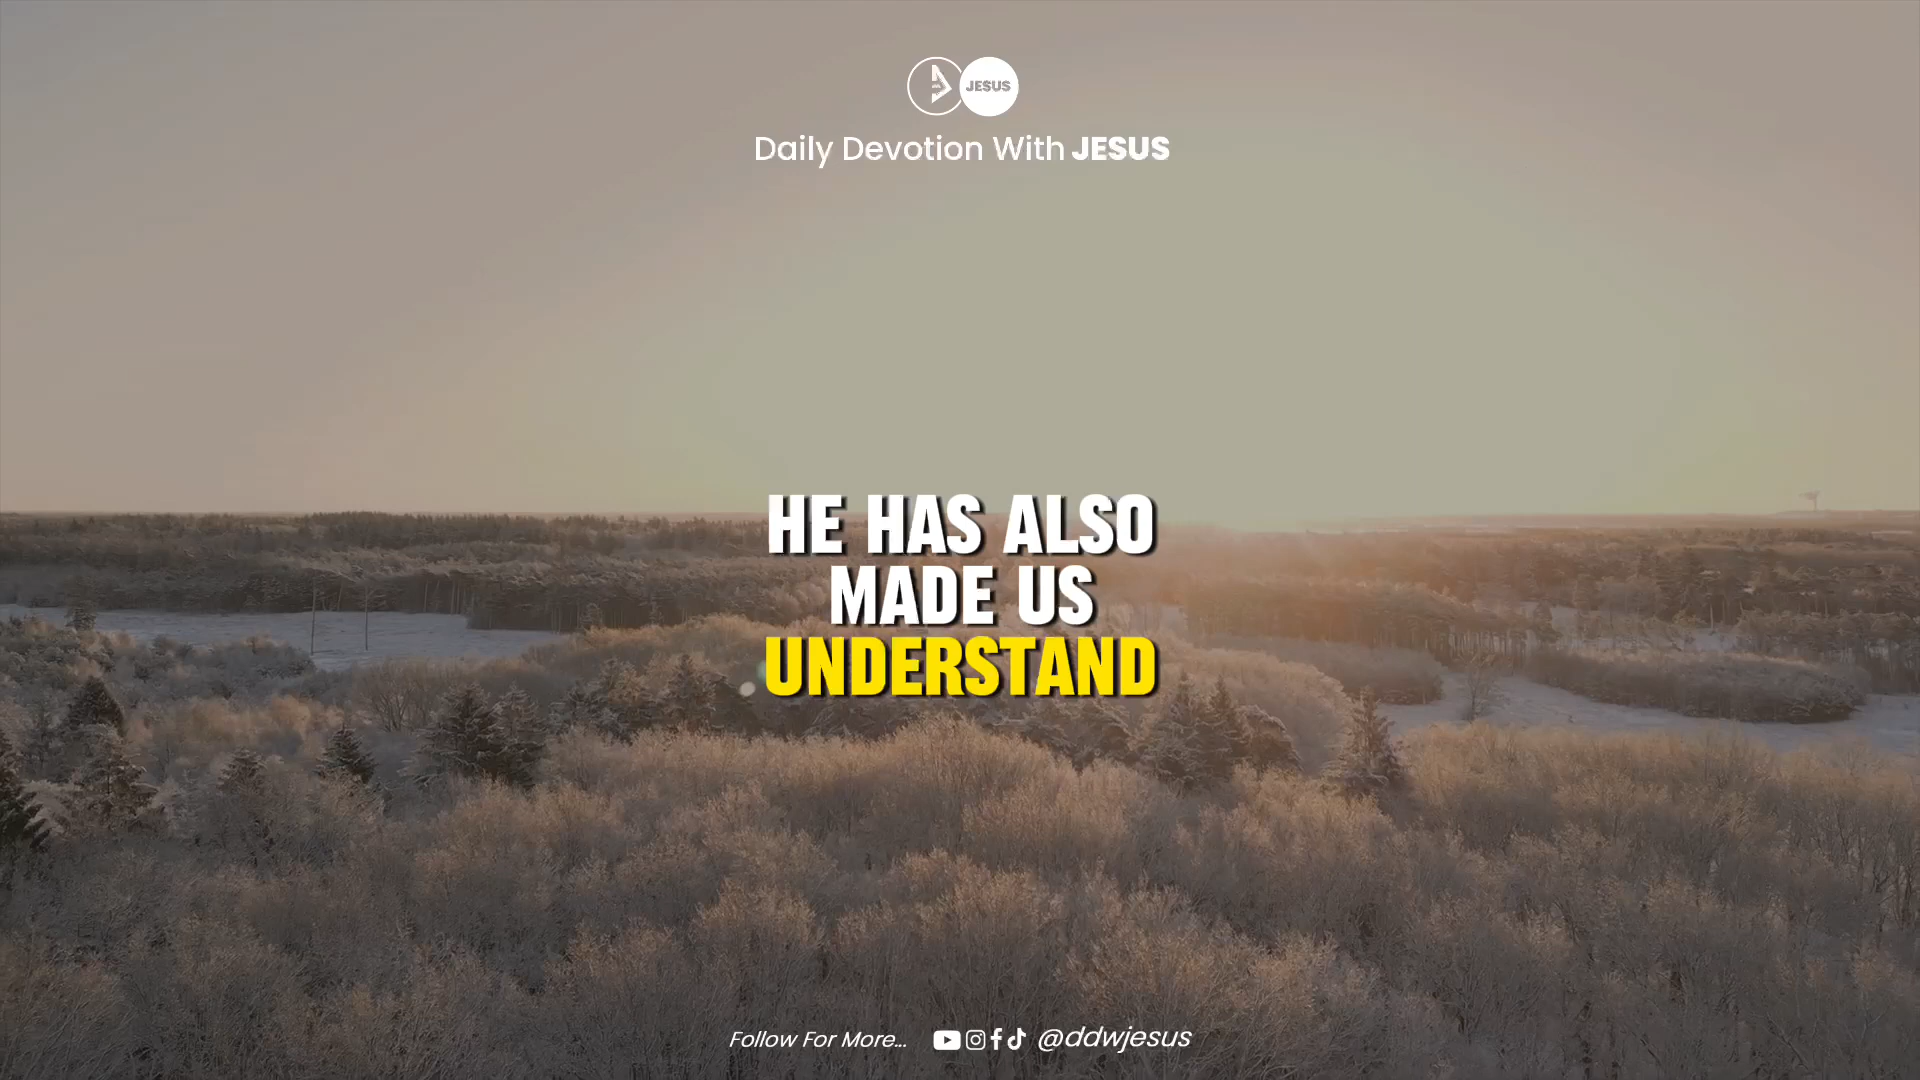 JESUS
Daily Devotion With JESUS
HE HAS ALSO
MADE US
UNDERSTAND
Follow For More... @ddwjesus